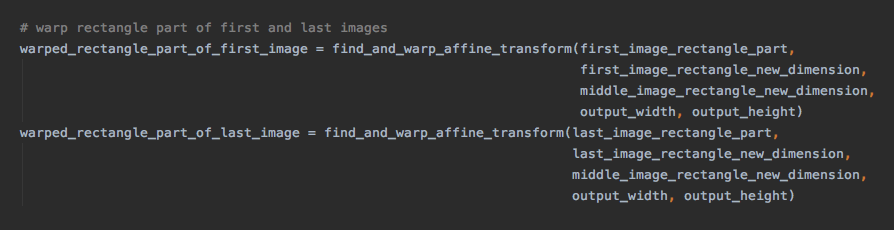 # warp rectangle part of first and last images
warped_rectangle_part_of_first_image = find_and_warp_affine_transform(first_image_rectangle_part,
first_image_rectangle_new_dimension,
middle_image_rectangle_new_dimension,
output_width, output_height)
warped_rectangle_part_of_last_image = find_and_warp_affine_transform(last_image_rectangle_part,
last_image_rectangle_new_dimension,
middle_image_rectangle_new_dimension,
output_width, output_height)